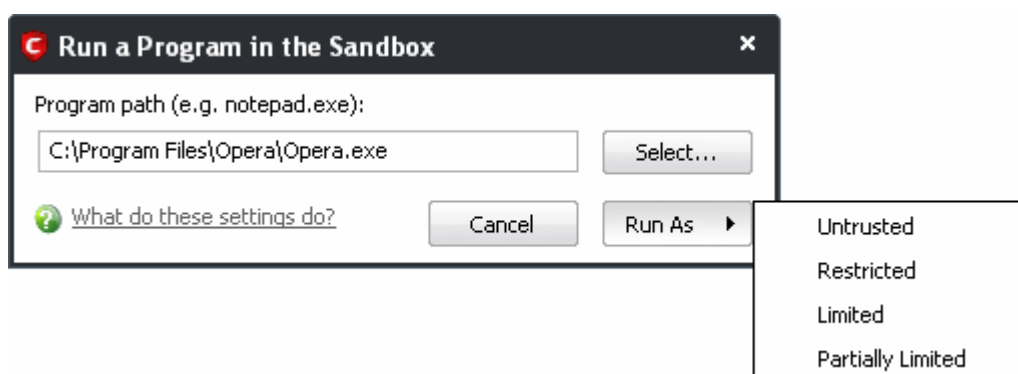 Run a Program in the Sandbox
Program path (e.g. notepad.exe):
C:\Program Files\Opera\Opera.exe
Select...
What do these settings do?
Cancel
Run As
Untrusted
Restricted
Limited
Partially Limited